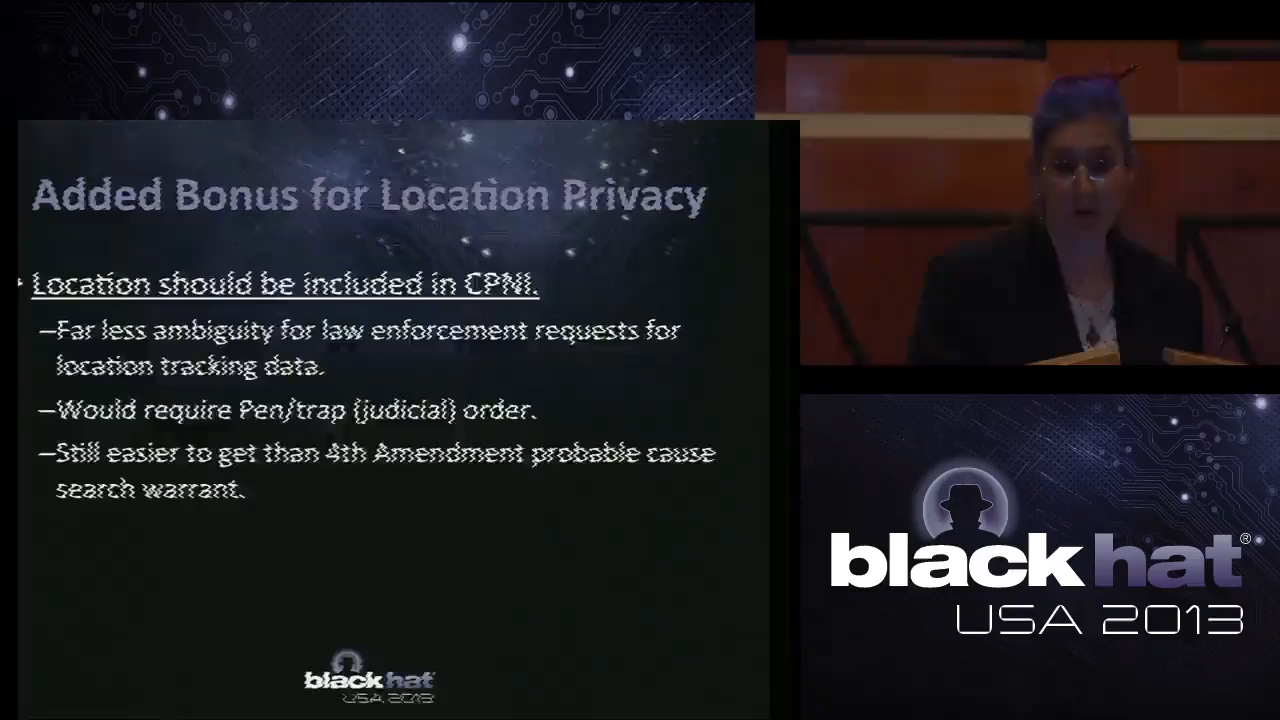 Added Bonus for Location Privacy
• Location should be included in CPNI.
–Far less ambiguity for law enforcement requests for
location tracking data.
–Would require Pen/trap (judicial) order.
–Still easier to get than 4th Amendment probable cause
search warrant.
black hat
USA 2013
black hat®
USA 2013